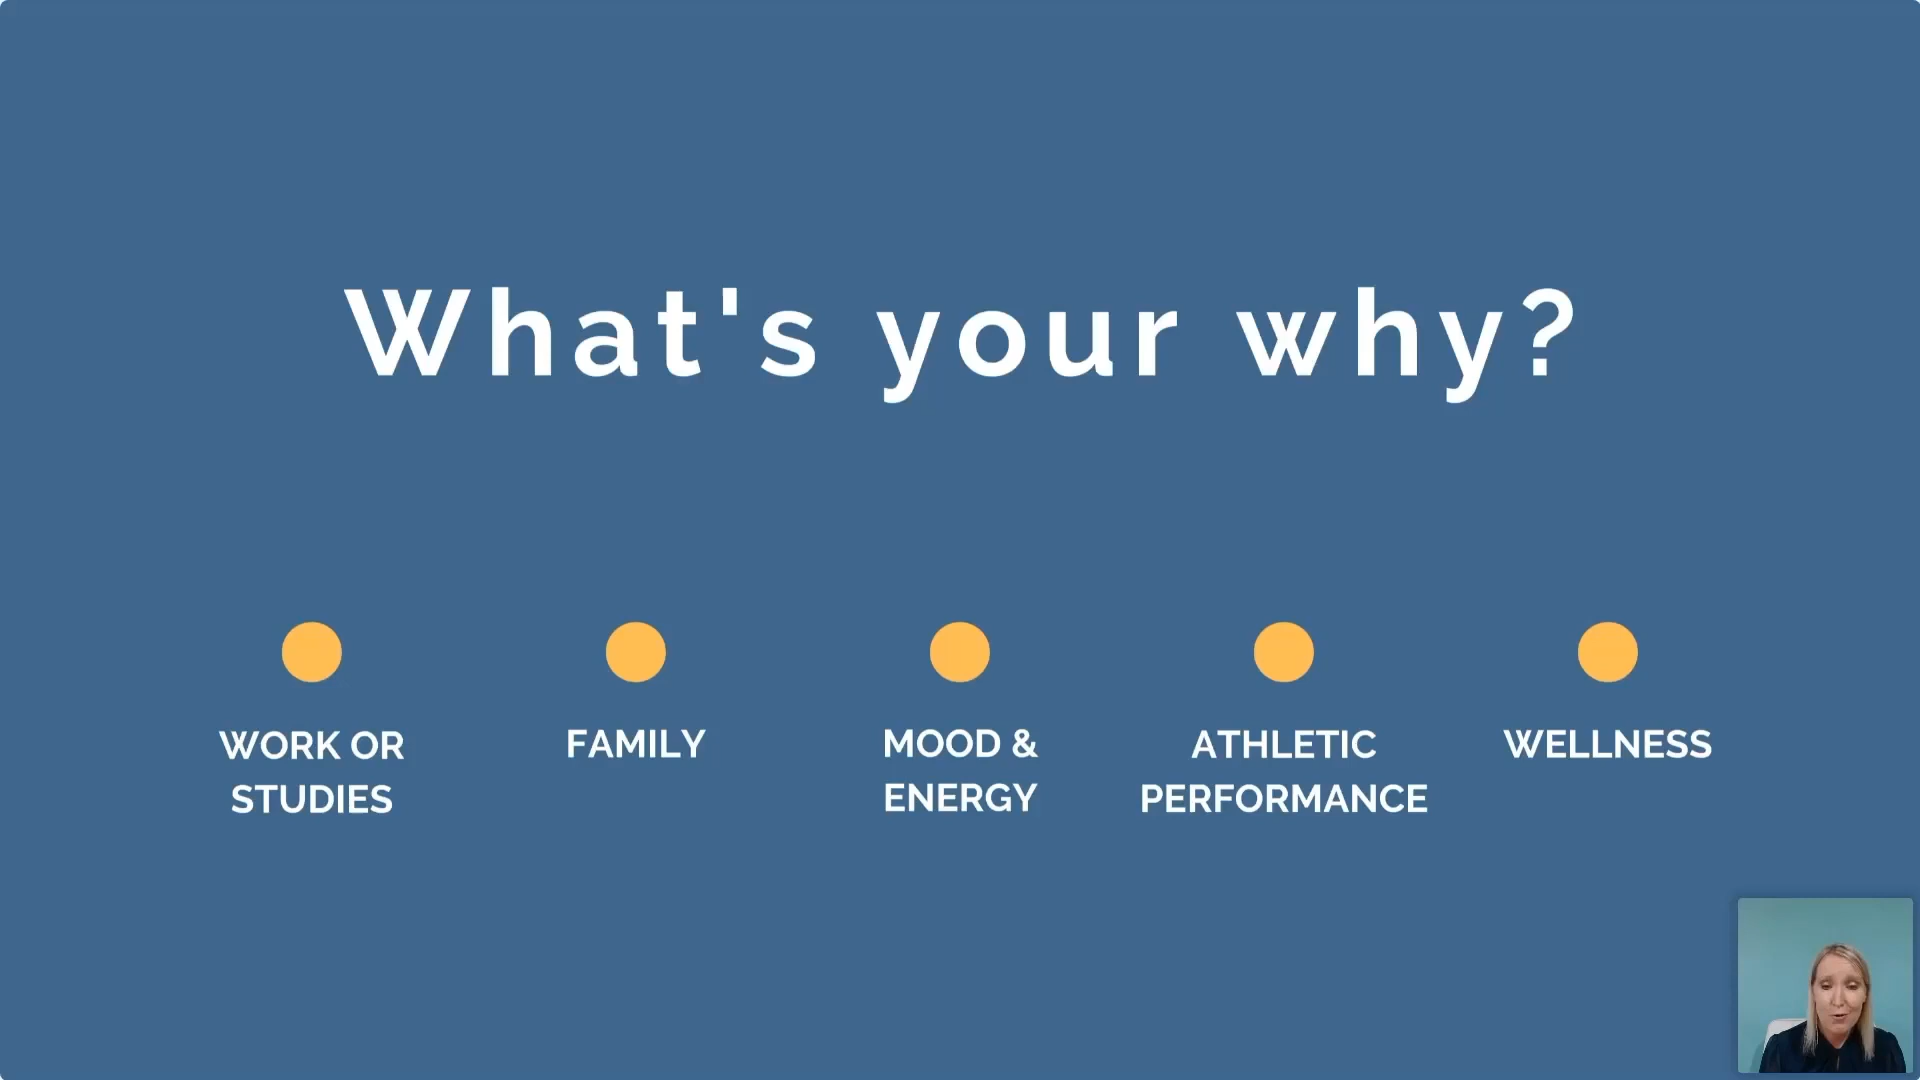 What's your why?
WORK OR
STUDIES
FAMILY
MOOD &
ENERGY
ATHLETIC
PERFORMANCE
WELLNESS